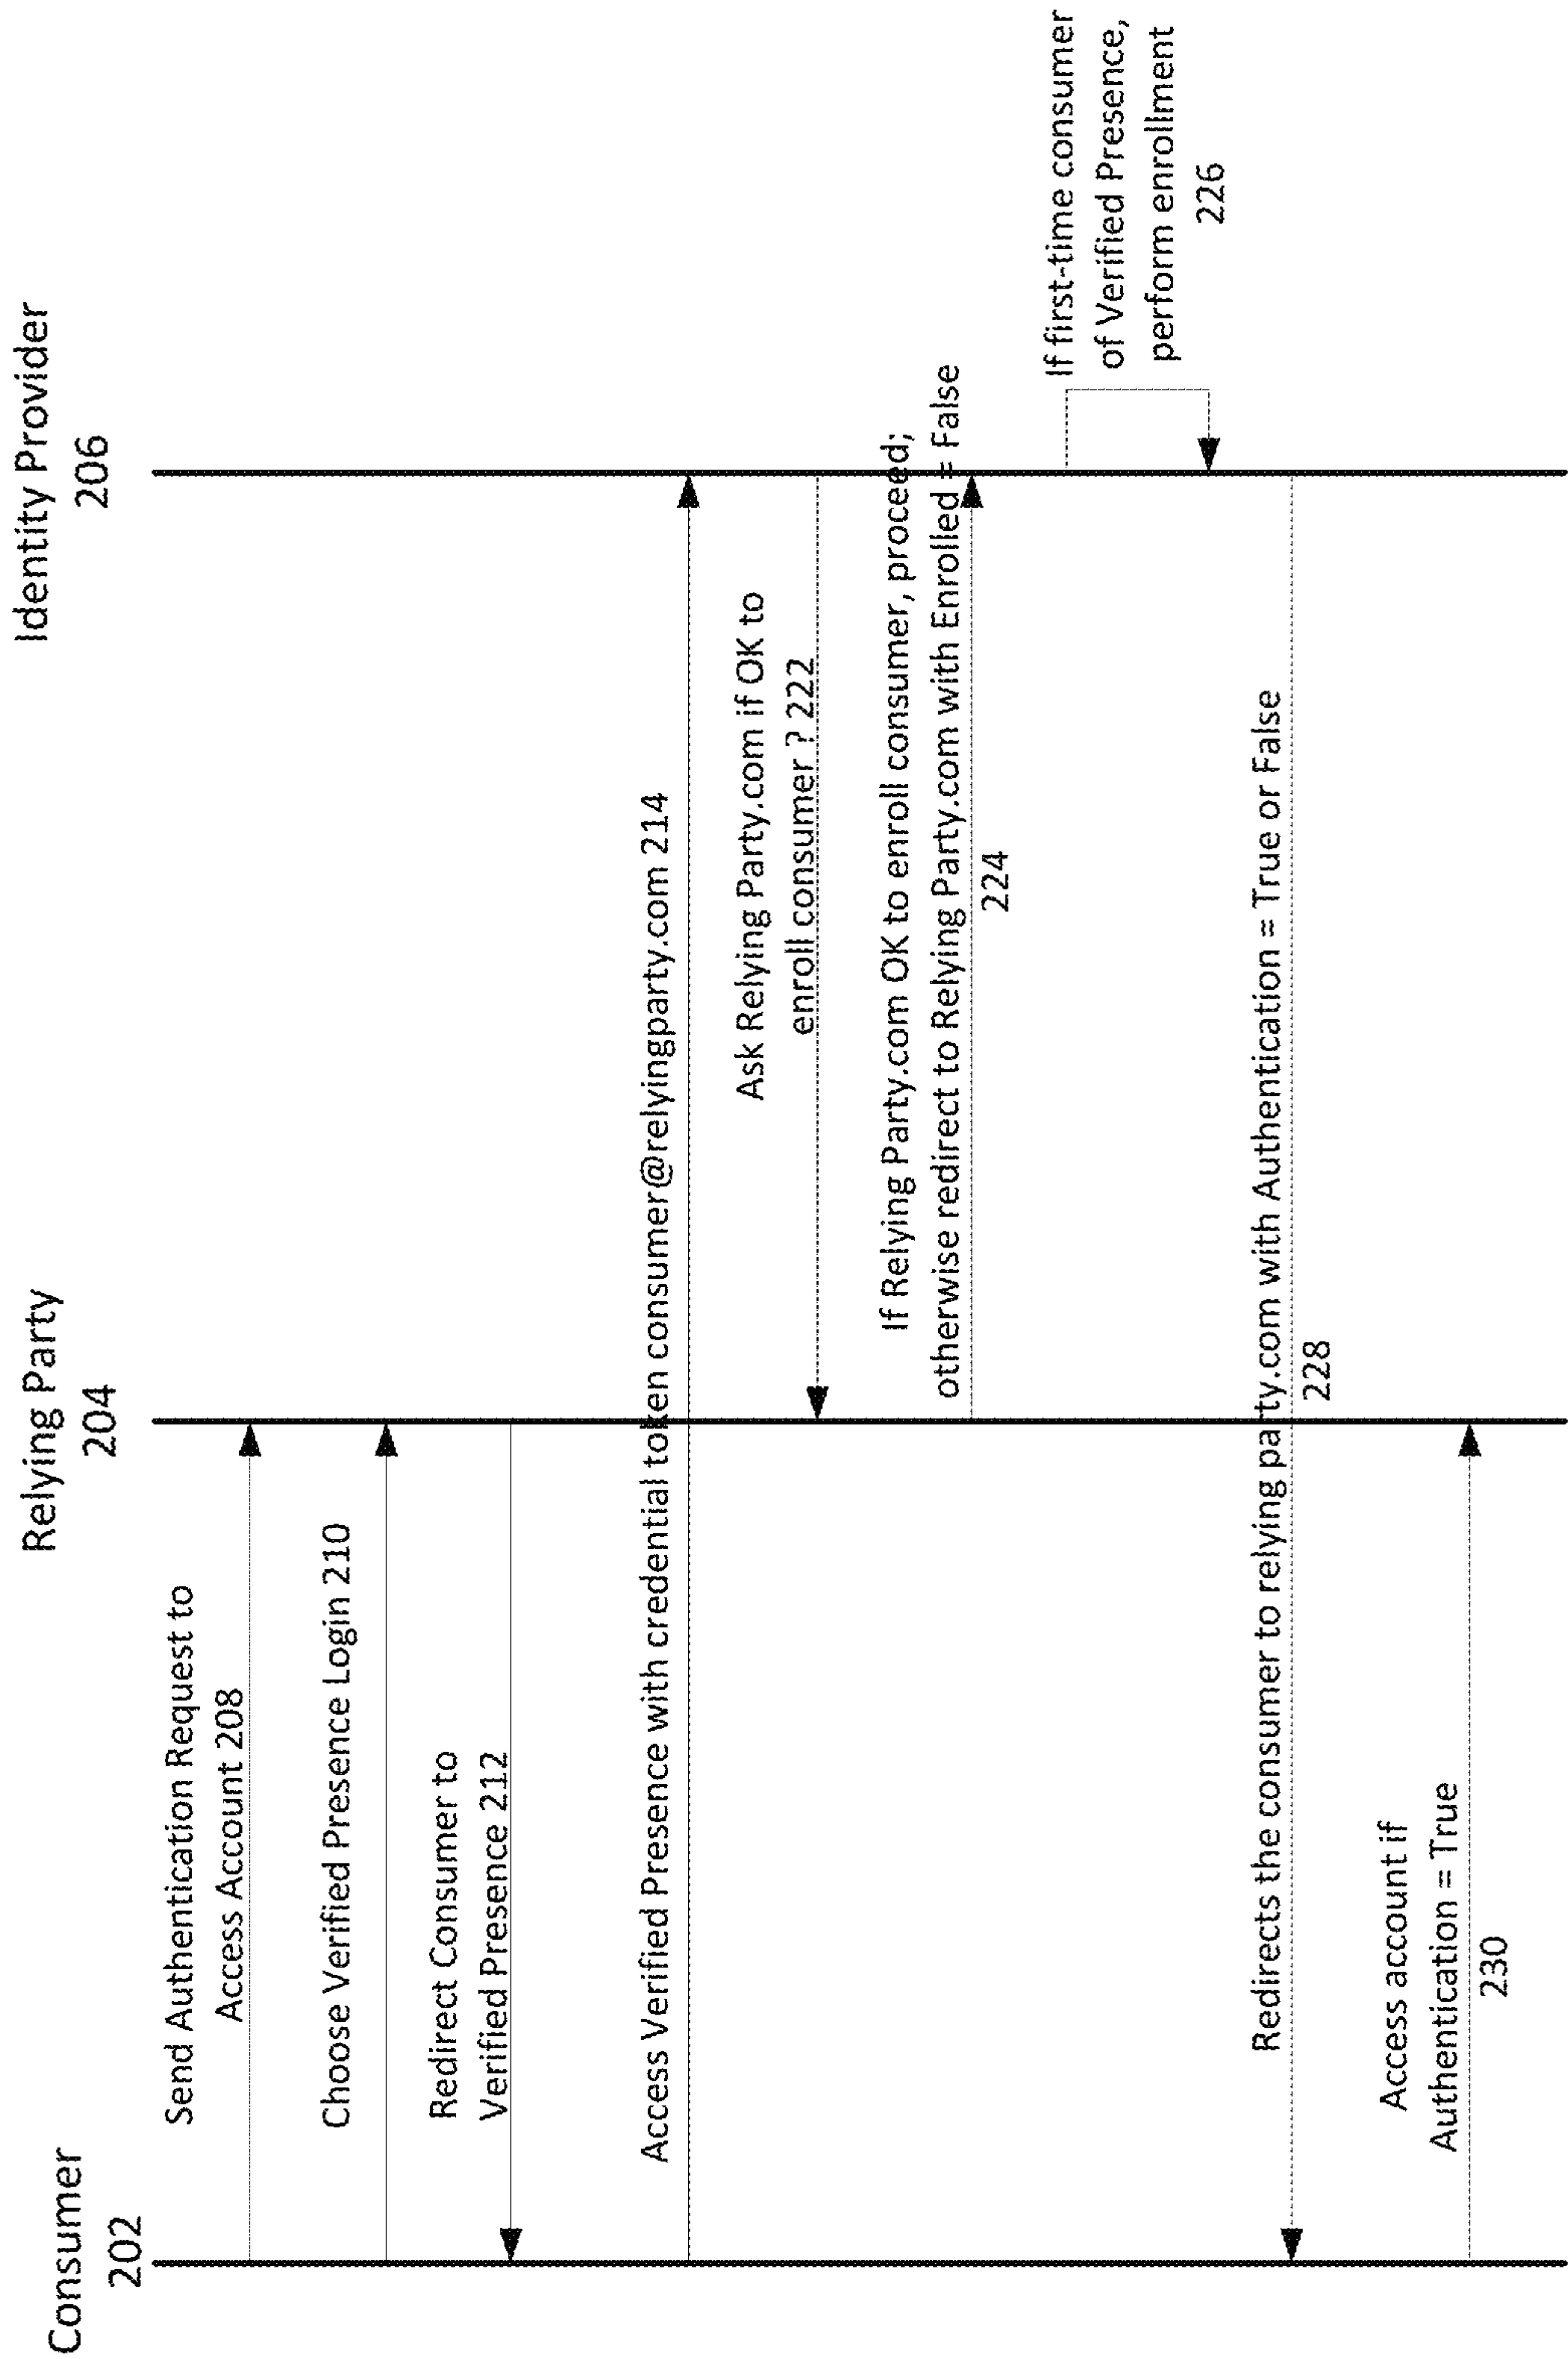 Consumer
202
Relying Party
204
Identity Provider
206
Send Authentication Request to
Access Account 208
Choose Verified Presence Login 210
Redirect Consumer to
Verified Presence 212
Access Verified Presence with credential token consumer@relyingparty.com 214
Ask Relying Party.com if OK to
enroll consumer ? 222
If Relying Party.com OK to enroll consumer, proceed;
otherwise redirect to Relying Party.com with Enrolled = False
224
If first-time consumer
of Verified Presence,
perform enrollment
226
Redirects the consumer to relying party.com with Authentication = True or False
228
Access account if
Authentication = True
230